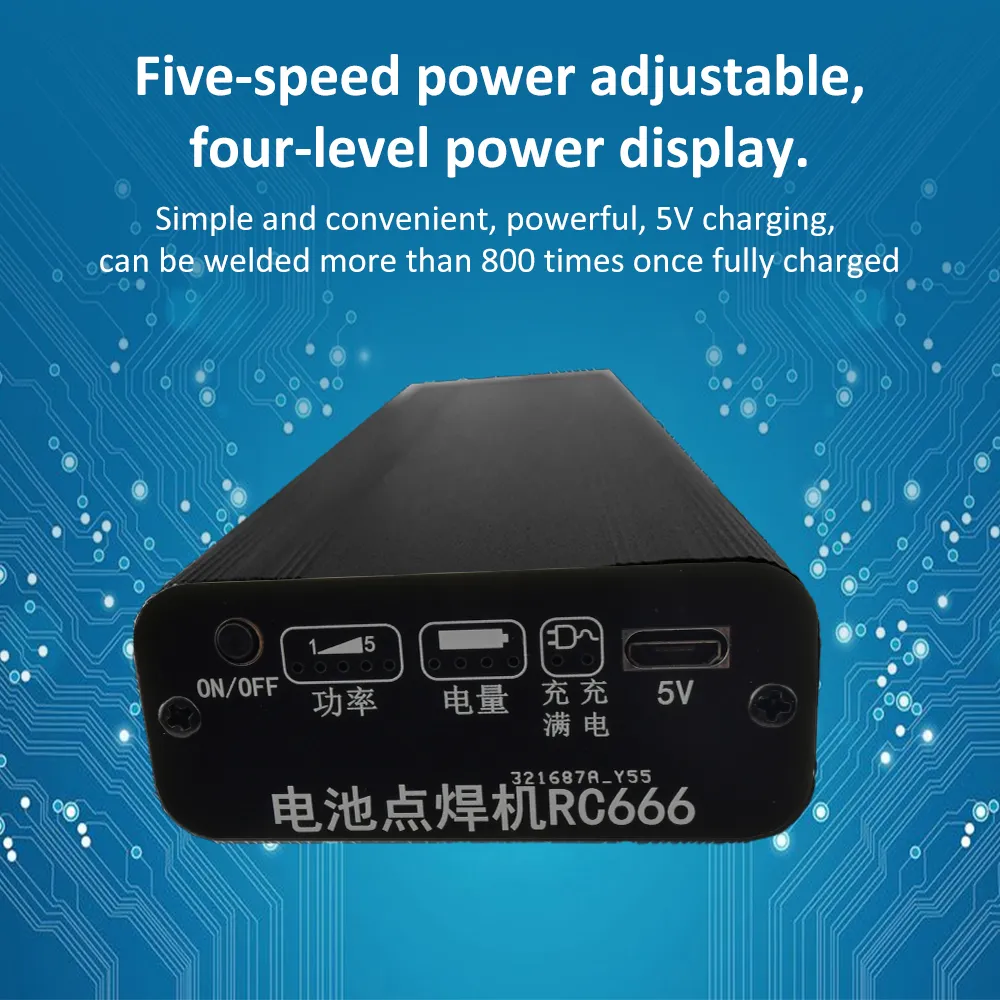 Five-speed power adjustable,
four-level power display.
Simple and convenient, powerful, 5V charging,
can be welded more than 800 times once fully charged
1 5
ON/OFF
功率
电量
充 充
满 电
5V
321687A_Y55
电池点焊机RC666